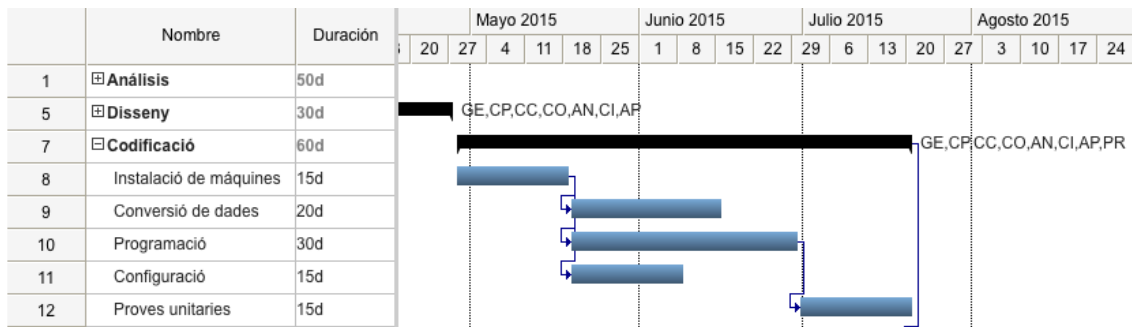 Nombre Duración Mayo 2015 Junio 2015 Julio 2015 Agosto 2015
20 27 4 11 18 25 1 8 15 22 29 6 13 20 27 3 10 17 24
1 Análisis 50d
5 Disseny 30d GE,CP,CC,CO,AN,CI,AP
7 Codificació 60d GE,CP,CC,CO,AN,CI,AP,PR
8 Instalació de máquines 15d
9 Conversió de dades 20d
10 Programació 30d
11 Configuració 15d
12 Proves unitaries 15d